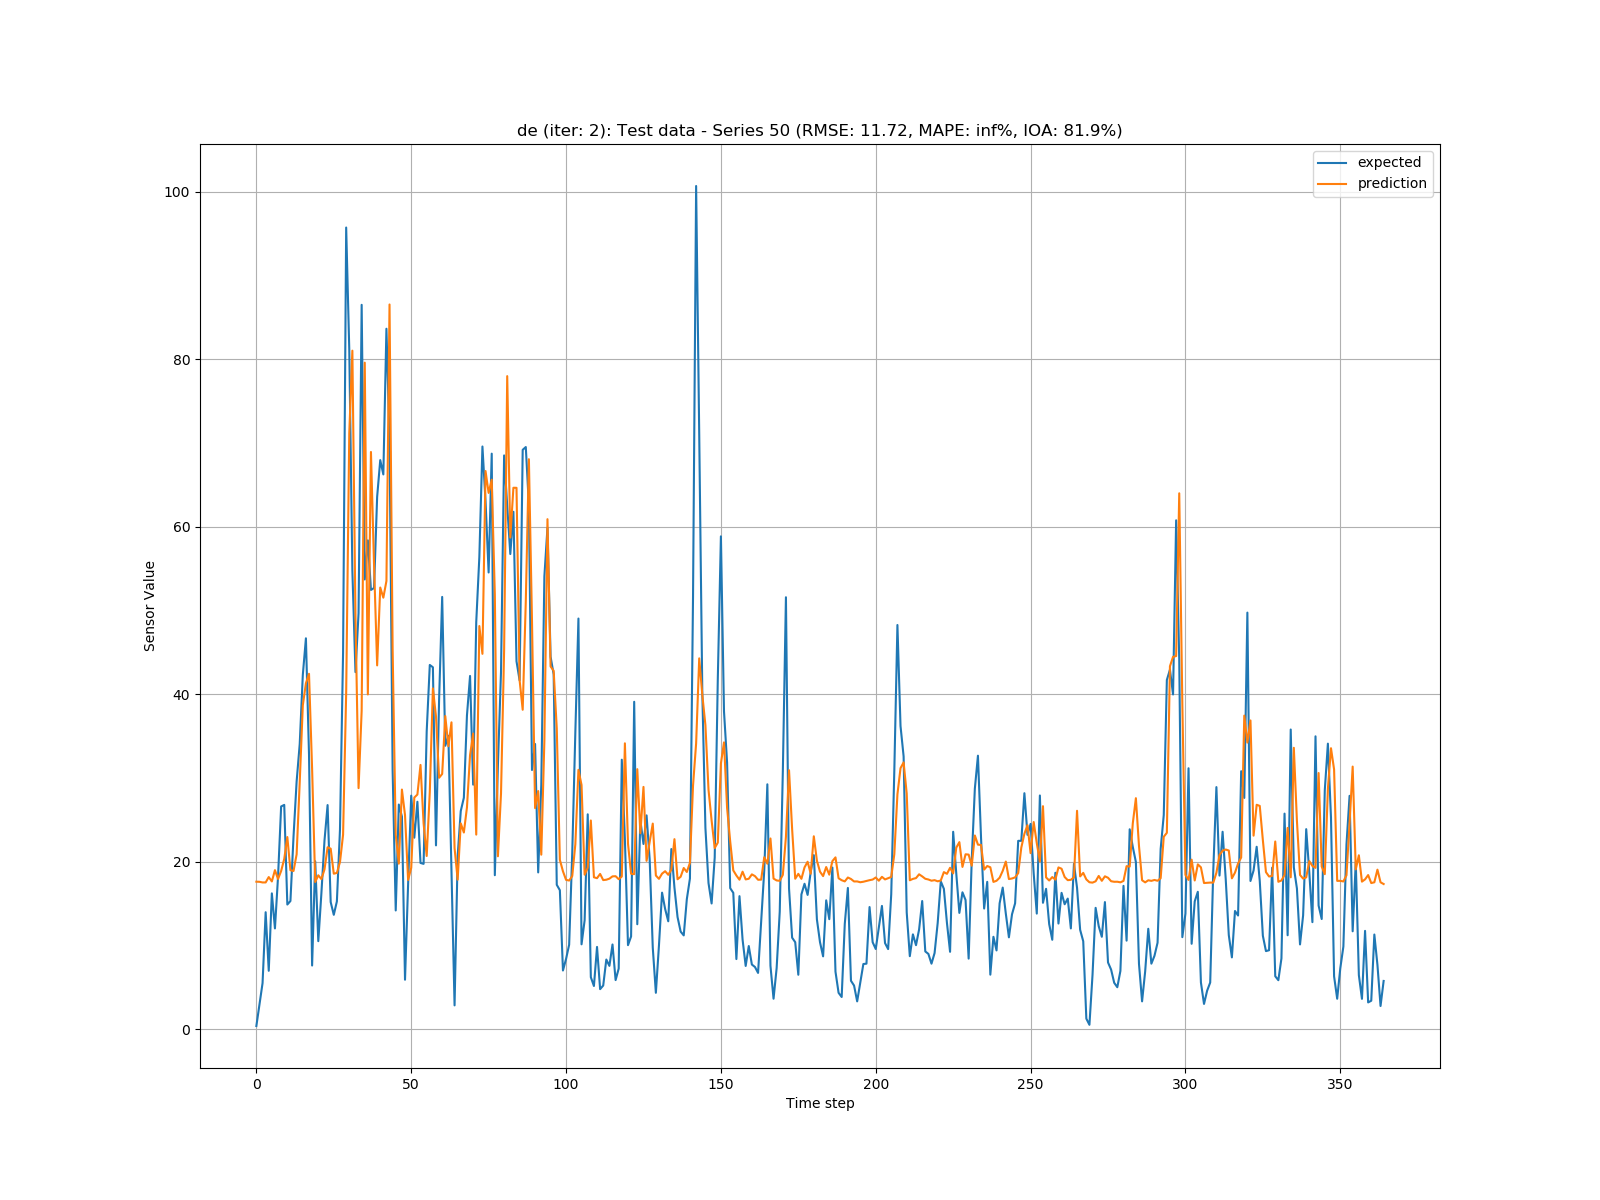 de (iter: 2): Test data - Series 50 (RMSE: 11.72, MAPE: inf%, IOA: 81.9%)
expected
prediction
100
80
60
40
20
0
Sensor Value
0 50 100 150 200 250 300 350
Time step